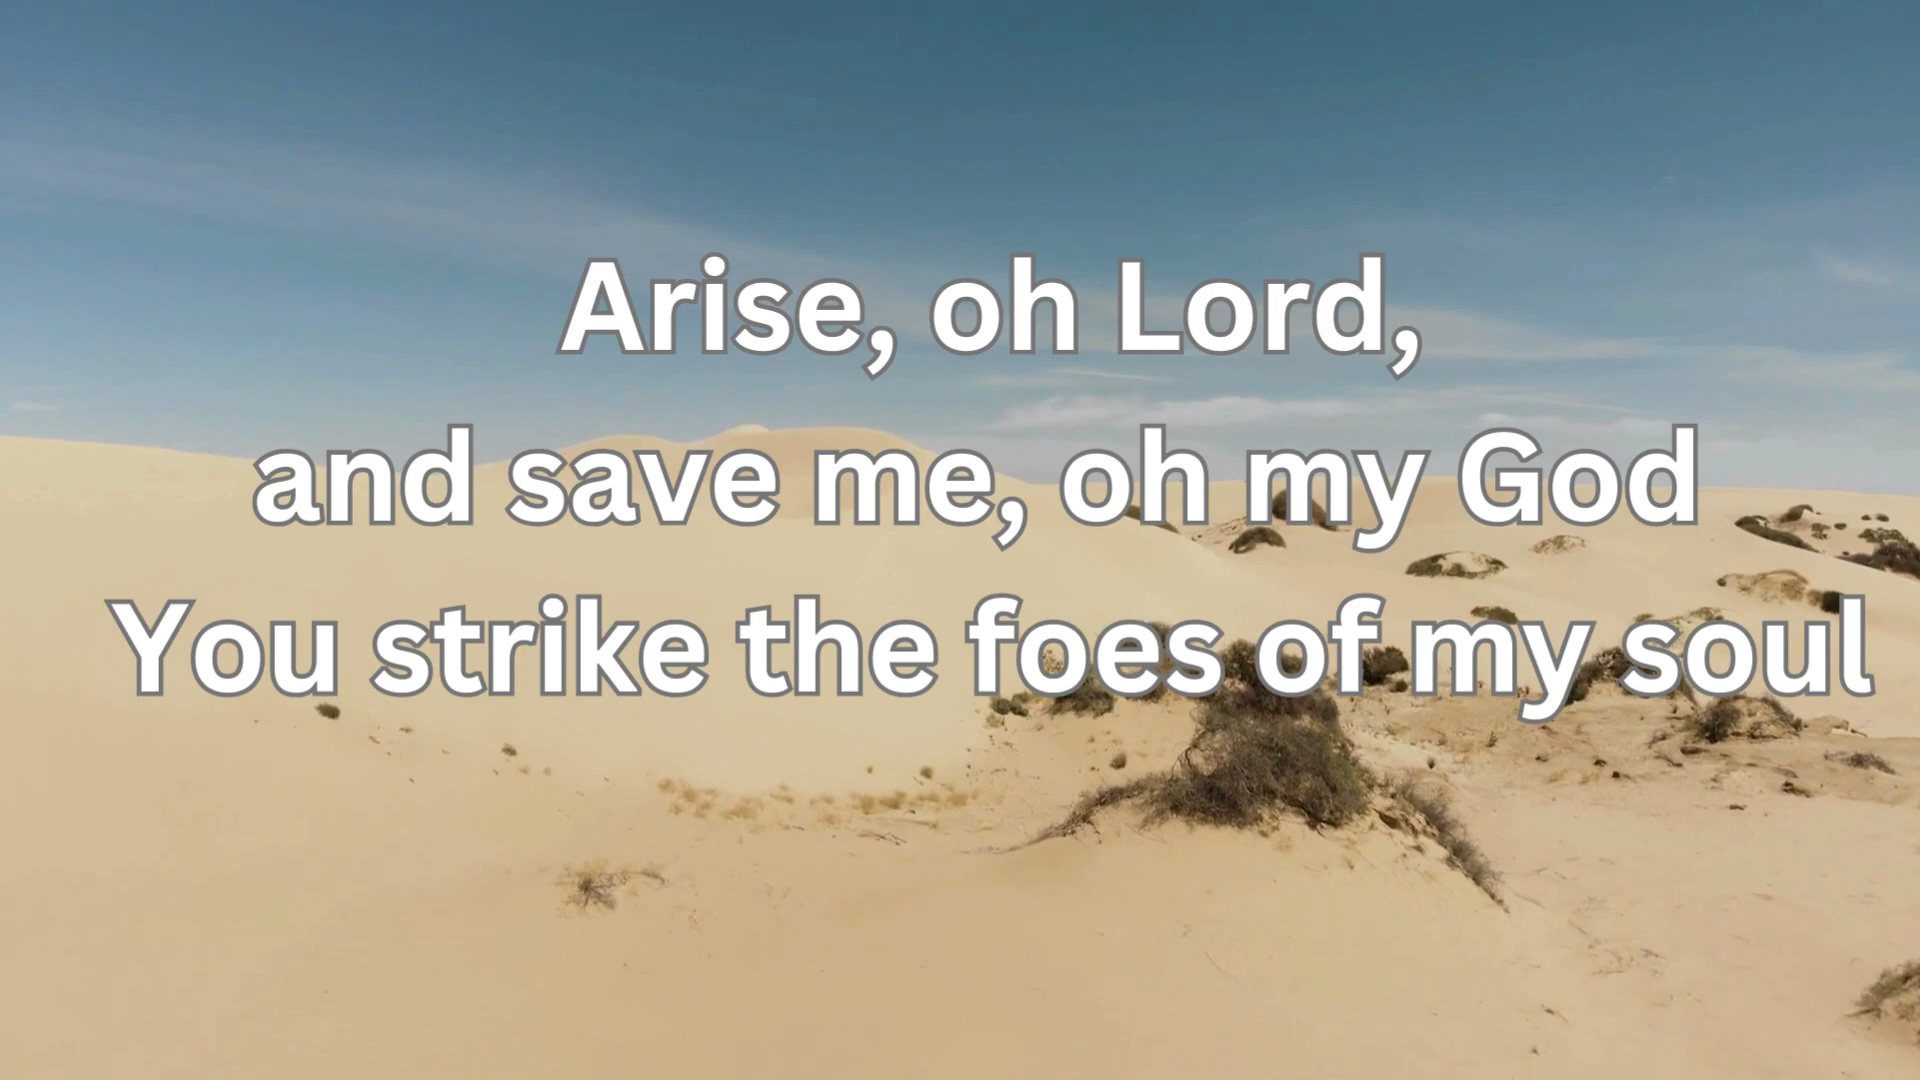 Arise, oh Lord,
and save me, oh my God
You strike the foes of my soul